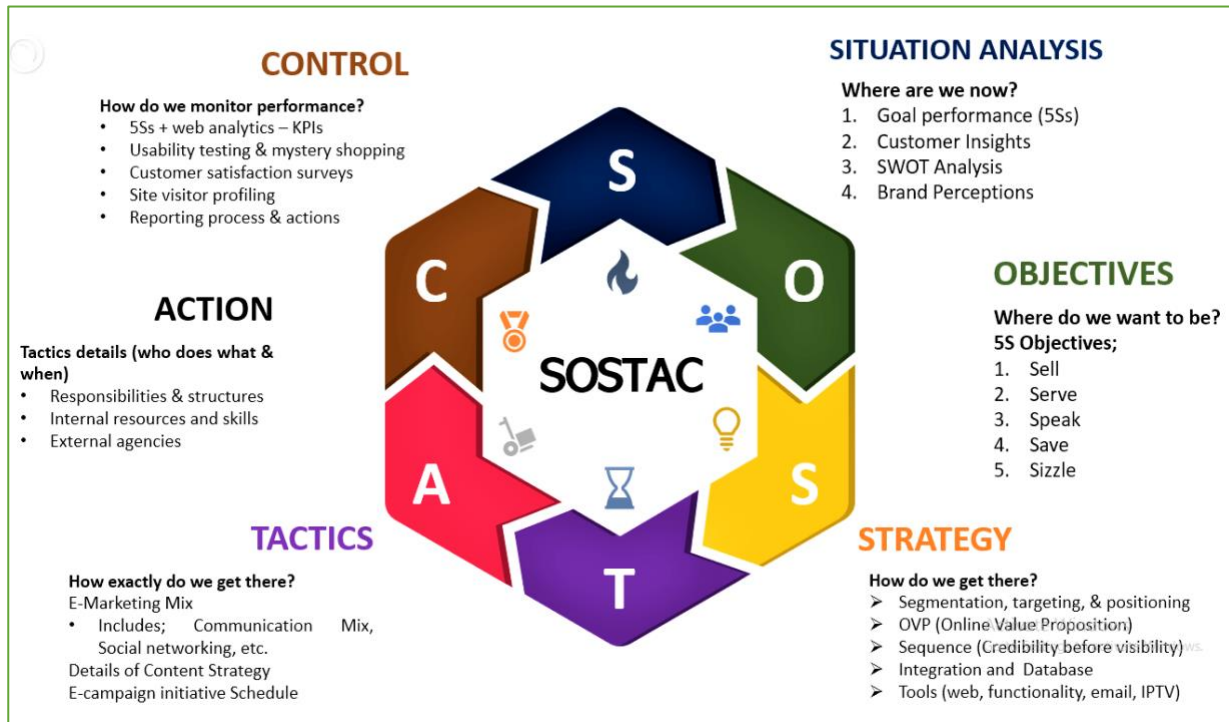 CONTROL
How do we monitor performance?
• 5Ss + web analytics – KPIs
• Usability testing & mystery shopping
• Customer satisfaction surveys
• Site visitor profiling
• Reporting process & actions
SITUATION ANALYSIS
Where are we now?
1. Goal performance (5Ss)
2. Customer Insights
3. SWOT Analysis
4. Brand Perceptions
S
C
O
SOSTAC
A
S
T
ACTION
Tactics details (who does what &
when)
• Responsibilities & structures
• Internal resources and skills
• External agencies
OBJECTIVES
Where do we want to be?
5S Objectives;
1. Sell
2. Serve
3. Speak
4. Save
5. Sizzle
TACTICS
How exactly do we get there?
E-Marketing Mix
• Includes; Communication Mix,
Social networking, etc.
Details of Content Strategy
E-campaign initiative Schedule
STRATEGY
How do we get there?
➢ Segmentation, targeting, & positioning
➢ OVP (Online Value Proposition)
➢ Sequence (Credibility before visibility)
➢ Integration and Database
➢ Tools (web, functionality, email, IPTV)